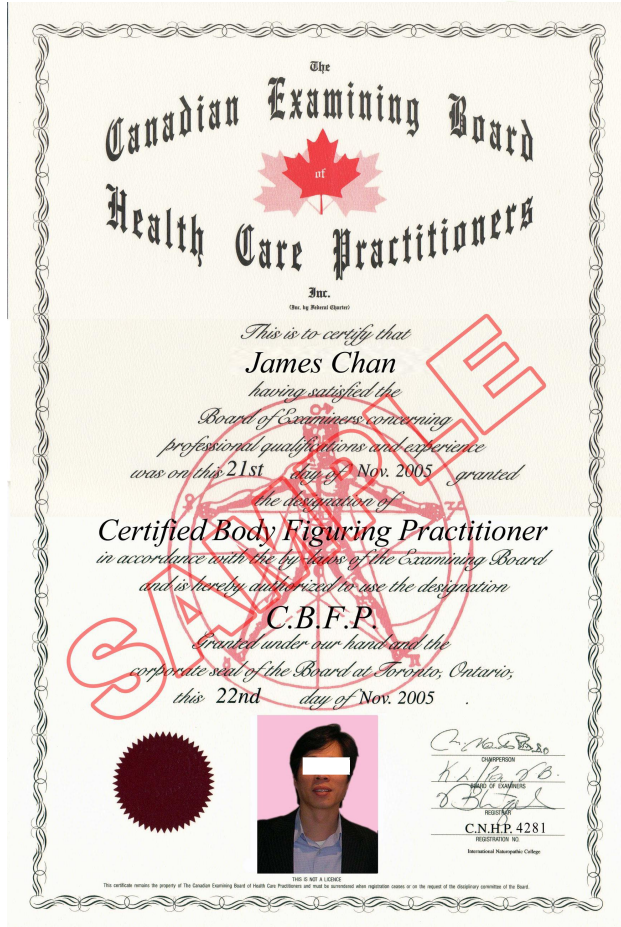 The
Canadian Examining Board
of
Health Care Practitioners
Inc.
(Inc. by Federal Charter)
This is to certify that
James Chan
having satisfied the
Board of Examiners concerning
professional qualifications and experience
was on this 21st day of Nov. 2005 granted
the designation of
Certified Body Figuring Practitioner
in accordance with the by-laws of the Examining Board
and is hereby authorized to use the designation
C.B.F.P.
Granted under our hand and the
corporate seal of the Board at Toronto, Ontario,
this 22nd day of Nov. 2005 .
SAMPLE
CHAIRPERSON
BOARD OF EXAMINERS
REGISTRAR
C.N.H.P. 4281
REGISTRATION NO.
International Naturopathic College
THIS IS NOT A LICENCE
This certificate remains the property of The Canadian Examining Board of Health Care Practitioners and must be surrendered when registration ceases or on the request of the disciplinary committee of the Board.